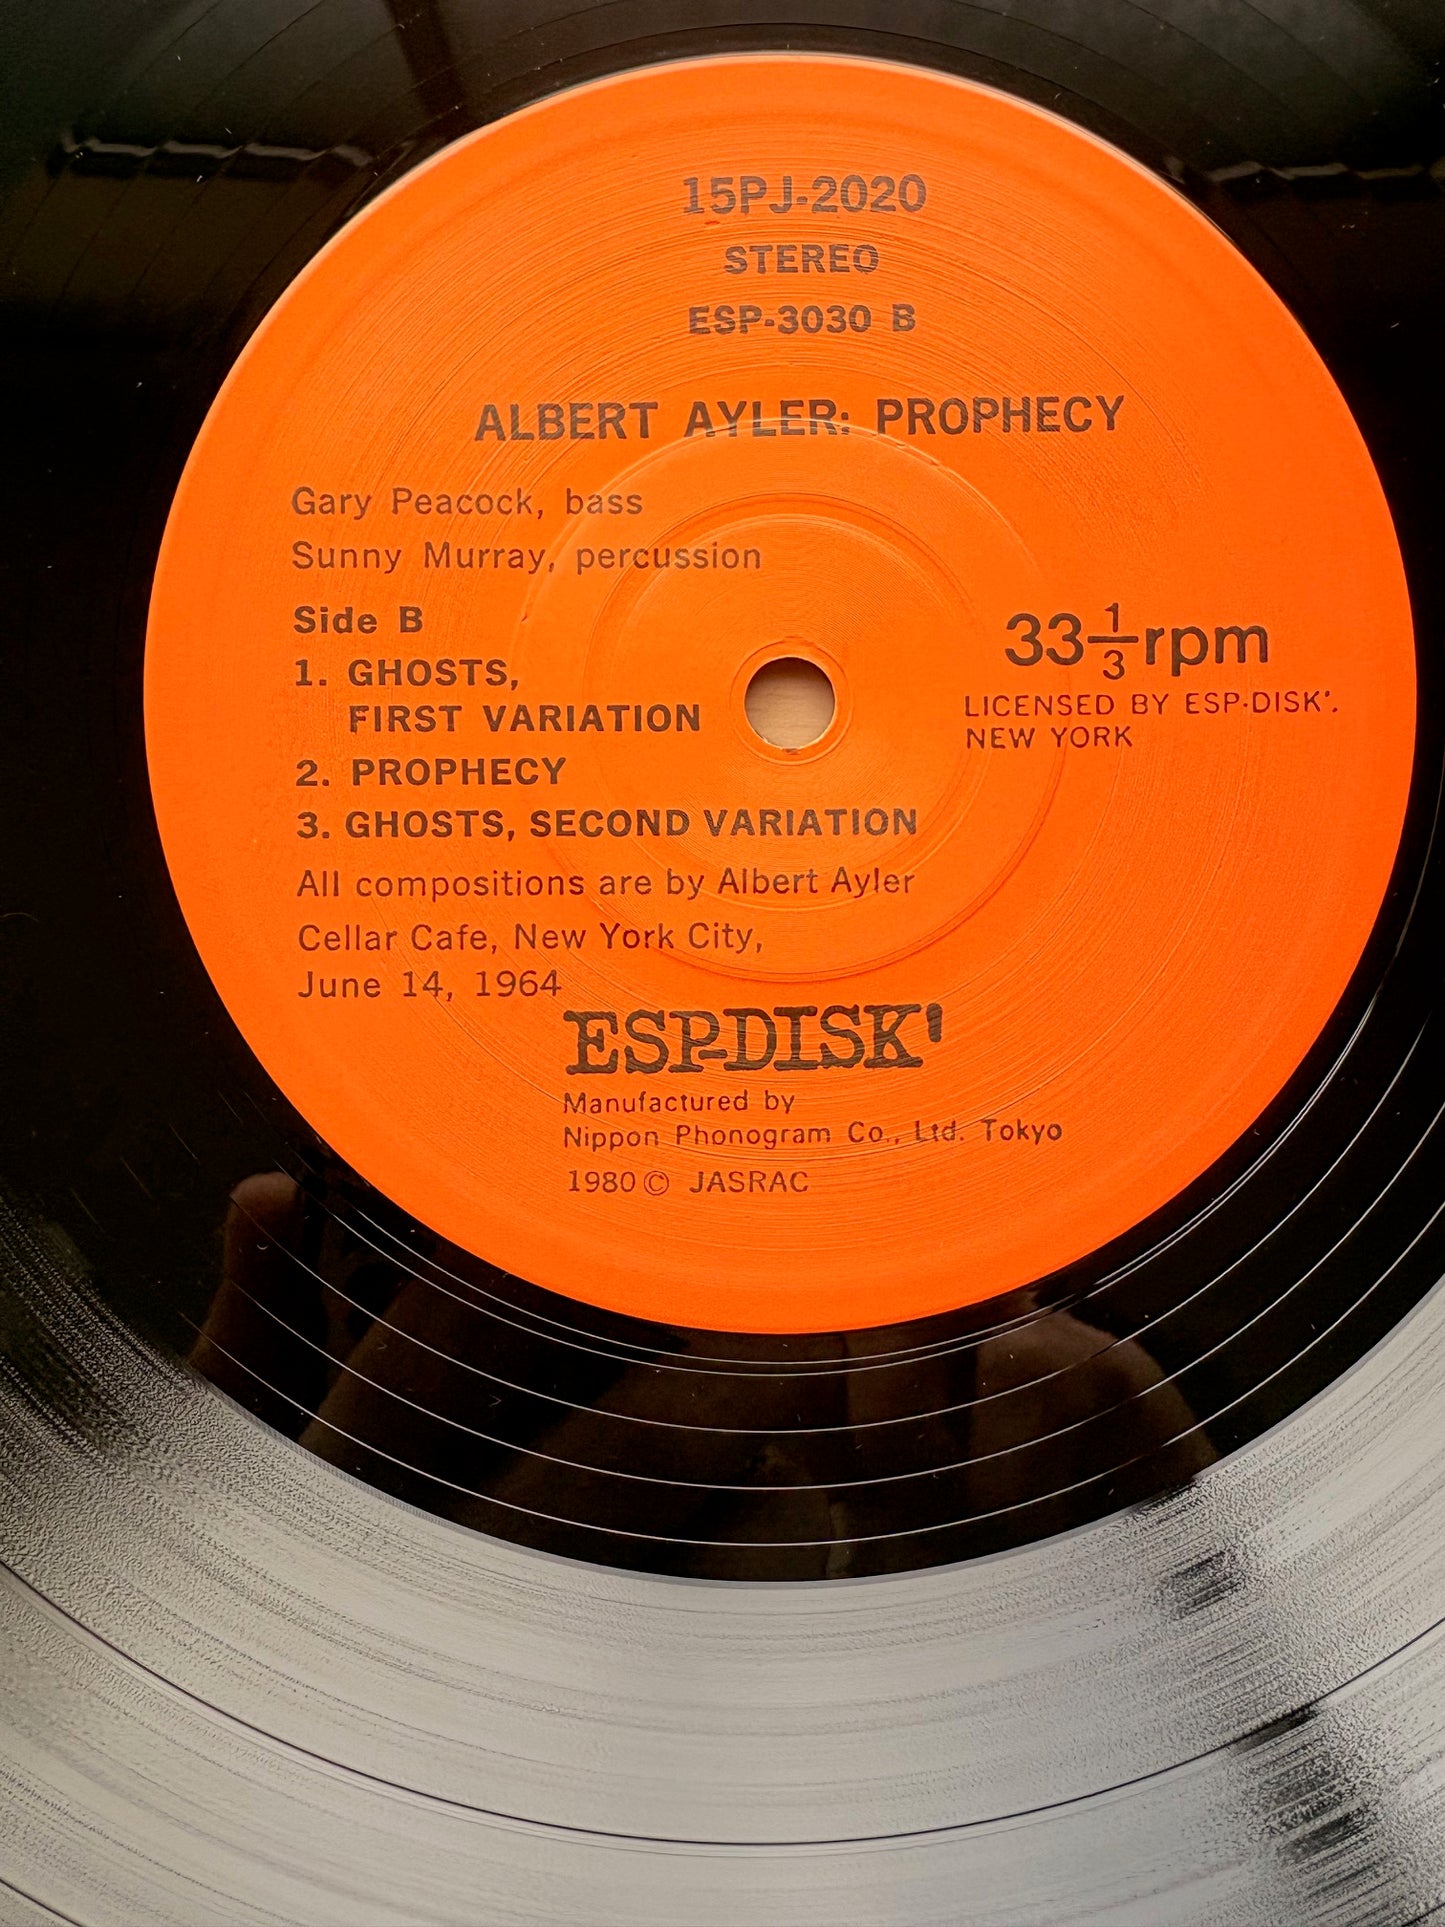 15PJ-2020
STEREO
ESP-3030 B
ALBERT AYLER: PROPHECY
Gary Peacock, bass
Sunny Murray, percussion
Side B
1. GHOSTS,
FIRST VARIATION
2. PROPHECY
3. GHOSTS, SECOND VARIATION
All compositions are by Albert Ayler
Cellar Cafe, New York City,
June 14, 1964
33 1/3 rpm
LICENSED BY ESP-DISK',
NEW YORK
ESP-DISK'
Manufactured by
Nippon Phonogram Co., Ltd. Tokyo
1980 © JASRAC